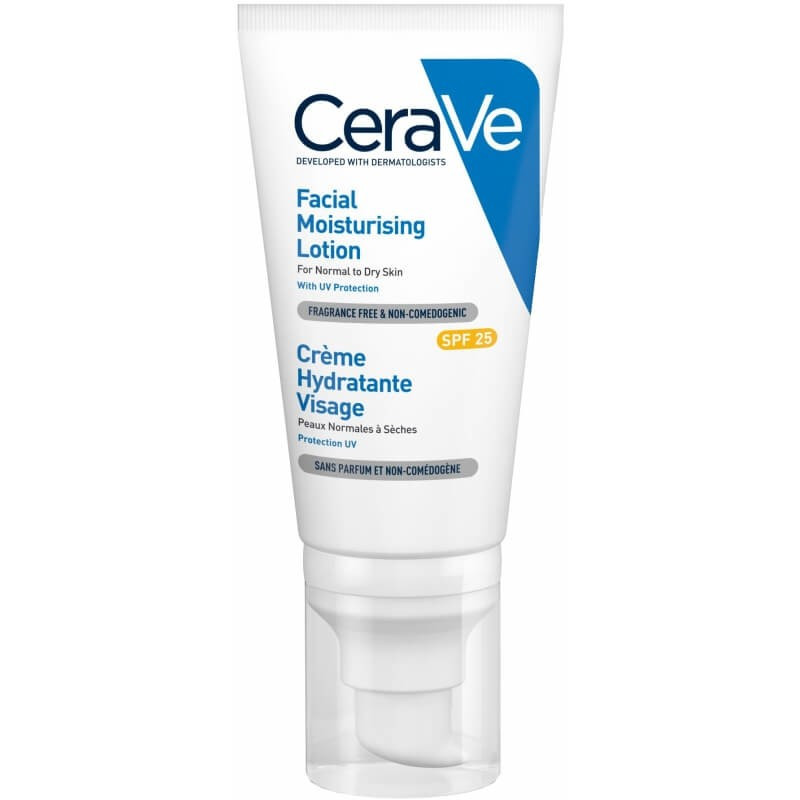 CeraVe
DEVELOPED WITH DERMATOLOGISTS
Facial
Moisturising
Lotion
For Normal to Dry Skin
With UV Protection
FRAGRANCE FREE & NON-COMEDOGENIC
SPF 25
Crème
Hydratante
Visage
Peaux Normales à Sèches
Protection UV
SANS PARFUM ET NON-COMÉDOGÈNE